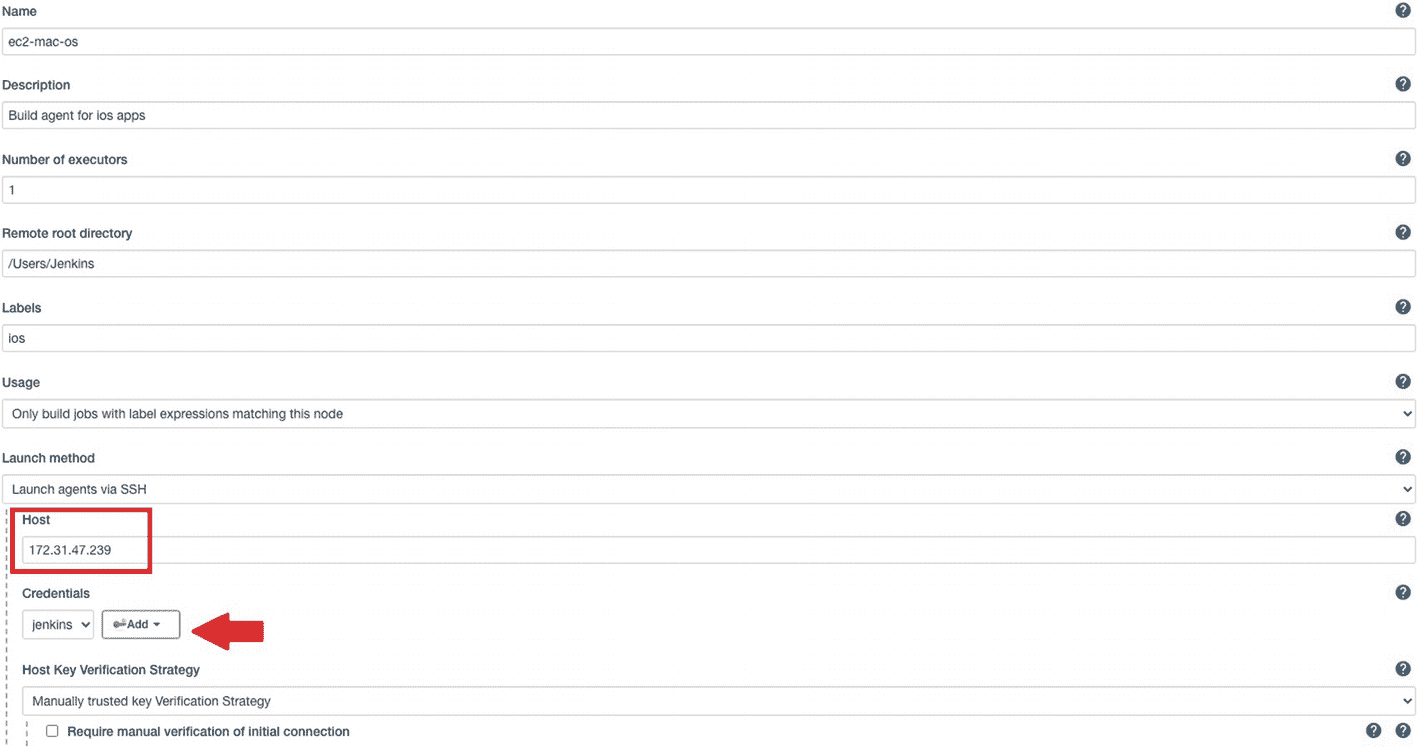 Name
ec2-mac-os
Description
Build agent for ios apps
Number of executors
1
Remote root directory
/Users/Jenkins
Labels
ios
Usage
Only build jobs with label expressions matching this node
Launch method
Launch agents via SSH
Host
172.31.47.239
Credentials
jenkins Add
Host Key Verification Strategy
Manually trusted key Verification Strategy
Require manual verification of initial connection